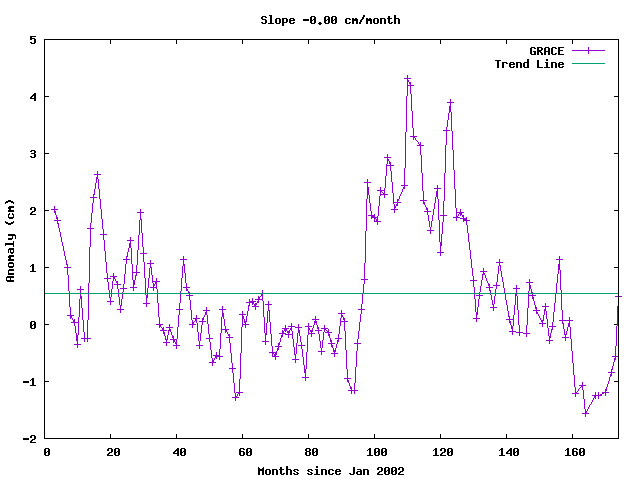 Slope -0.00 cm/month
GRACE
Trend Line
5
4
3
2
1
0
-1
-2
Anomaly (cm)
0 20 40 60 80 100 120 140 160
Months since Jan 2002